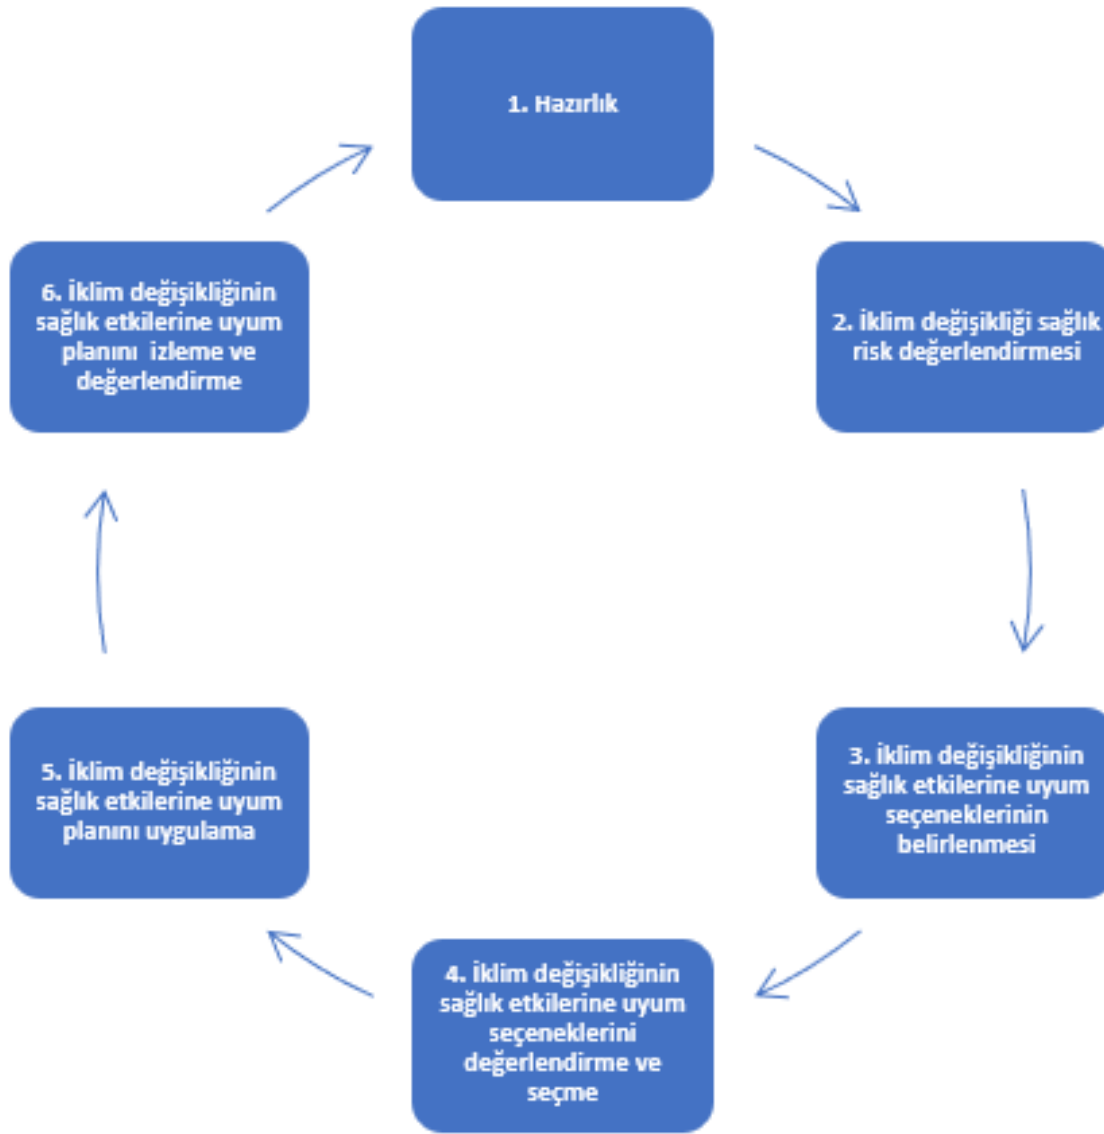 1. Hazırlık
2. İklim değişikliği sağlık
risk değerlendirmesi
3. İklim değişikliğinin
sağlık etkilerine uyum
seçeneklerinin
belirlenmesi
4. İklim değişikliğinin
sağlık etkilerine uyum
seçeneklerini
değerlendirme ve
seçme
5. İklim değişikliğinin
sağlık etkilerine uyum
planını uygulama
6. İklim değişikliğinin
sağlık etkilerine uyum
planını  izleme ve
değerlendirme